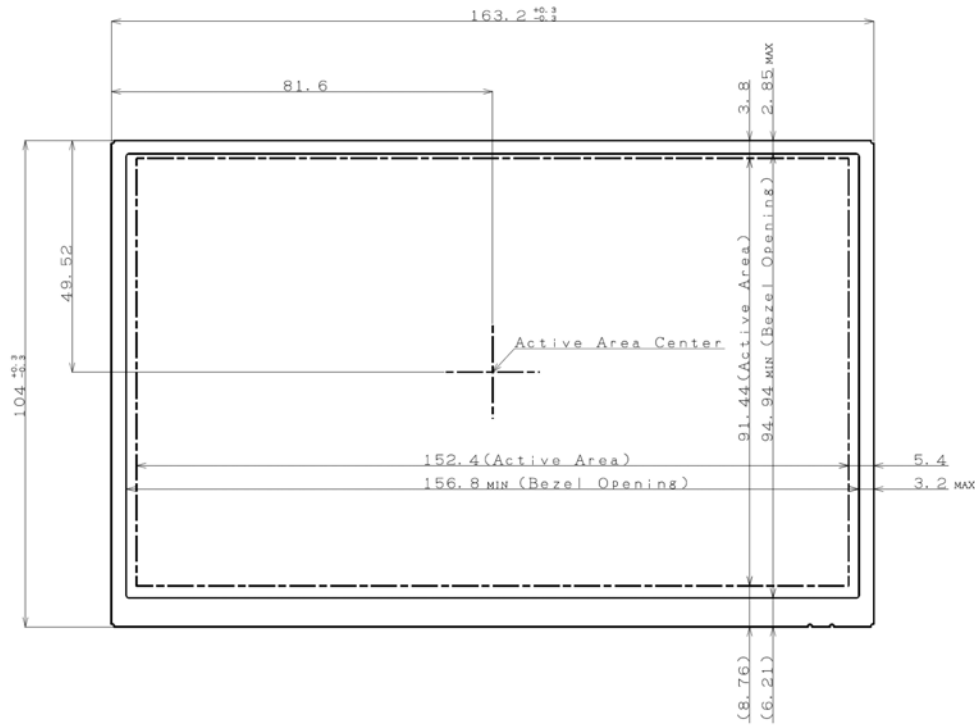 163.2 +0.3 -0.3
81.6
3.8
2.85 MAX
49.52
104 +0.3 -0.3
Active Area Center
91.44(Active Area)
94.94 MIN (Bezel Opening)
152.4(Active Area)
5.4
156.8 MIN (Bezel Opening)
3.2 MAX
(8.76)
(6.21)